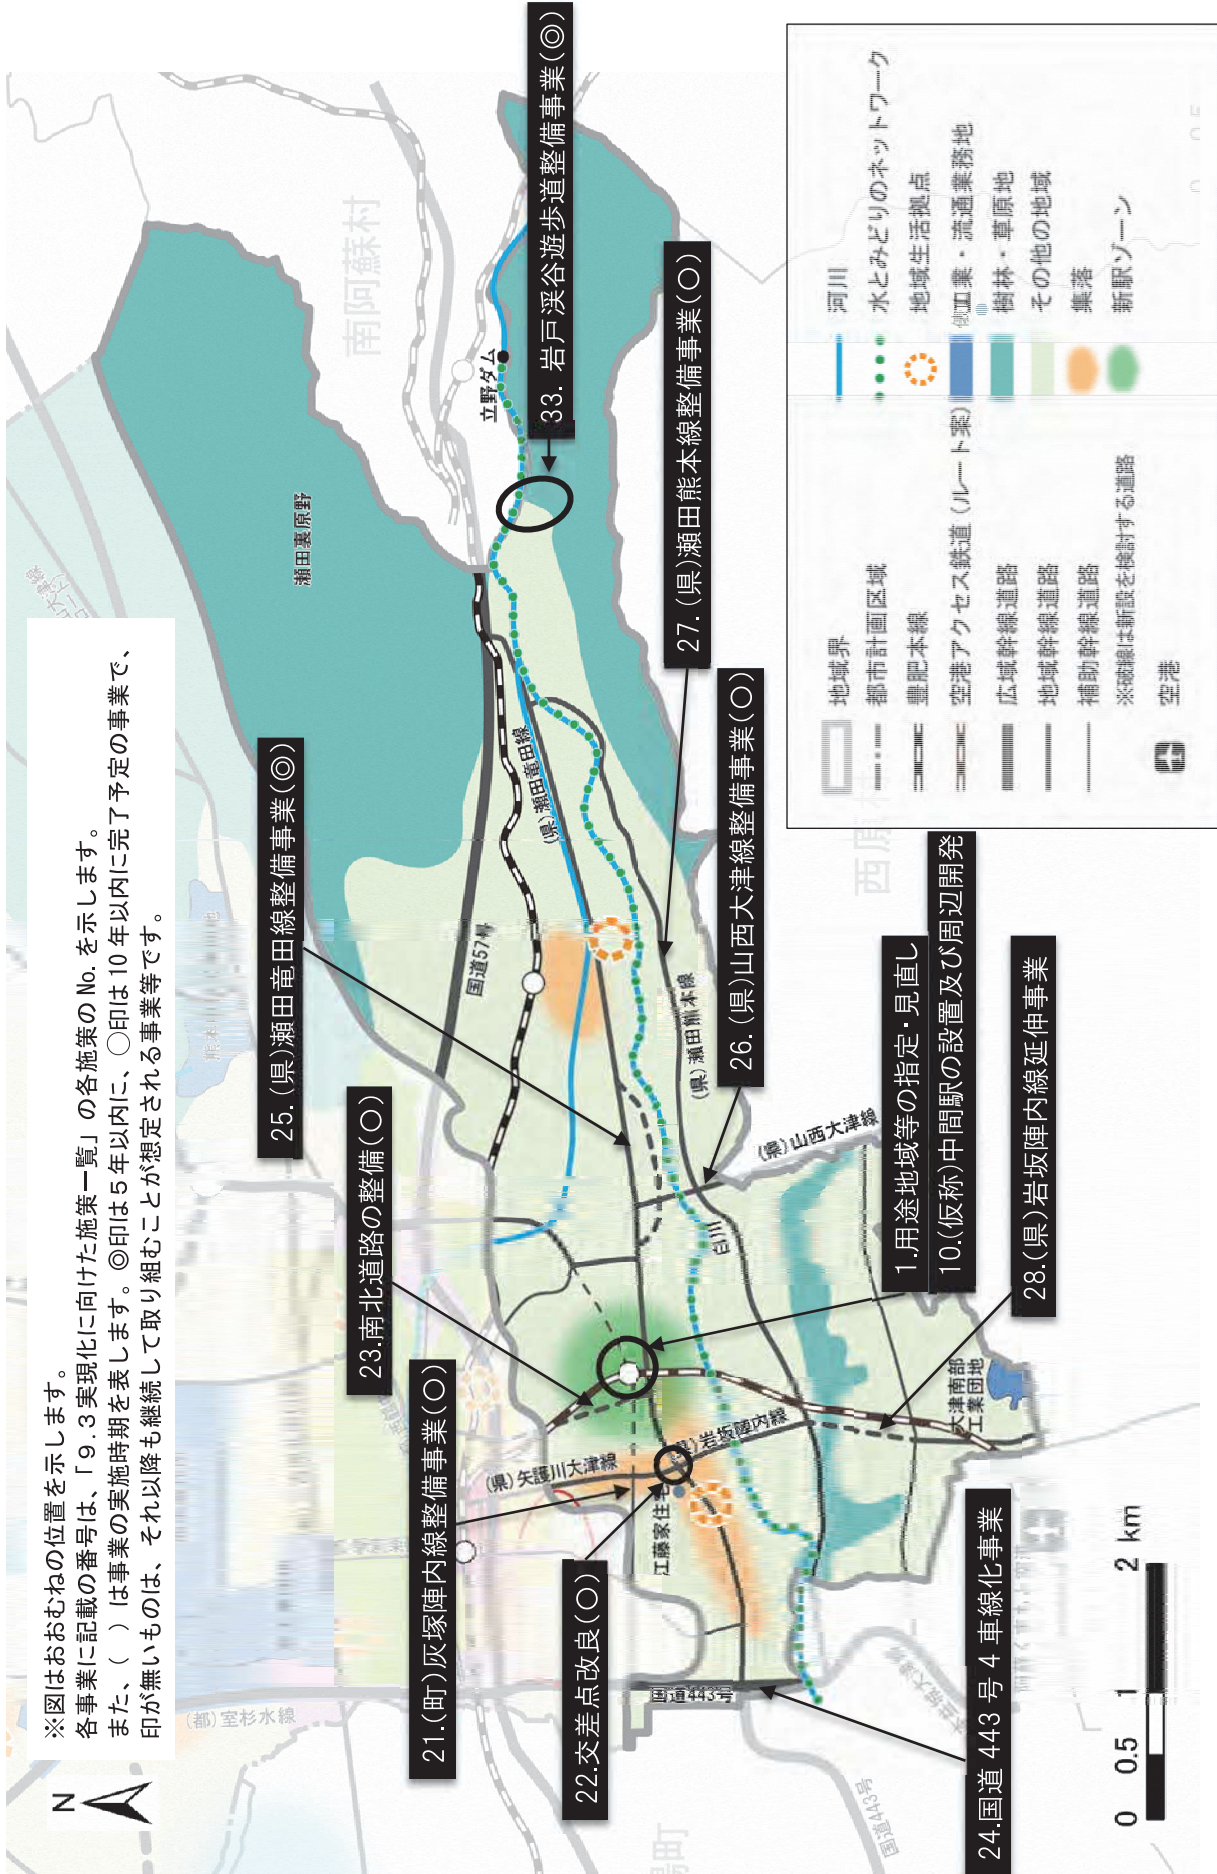 ※図はおおむねの位置を示します。
各事業に記載の番号は、「9.3実現化に向けた施策一覧」の各施策の No. を示します。
また、(　) は事業の実施時期を表します。◎印は5年以内に、○印は 10 年以内に完了予定の事業で、
印が無いものは、それ以降も継続して取り組むことが想定される事業等です。
N
(都)室杉水線
南阿蘇村
瀬田裏原野
25. (県)瀬田竜田線整備事業(◎)
23.南北道路の整備(○)
21.(町)灰塚陣内線整備事業(○)
22.交差点改良(○)
立野ダム
33. 岩戸渓谷遊歩道整備事業(◎)
27. (県)瀬田熊本線整備事業(○)
26. (県)山西大津線整備事業(○)
国道57号
(県)瀬田竜田線
(県)瀬田熊本線
(県)山西大津線
白川
(県)矢護川大津線
(県)岩坂陣内線
江藤家住宅
大津南部
工業団地
国道443号
国道443号
西原村
陽町
1.用途地域等の指定・見直し
10.(仮称)中間駅の設置及び周辺開発
28.(県)岩坂陣内線延伸事業
24.国道 443 号 4 車線化事業
0 0.5 1 2 km
地域界
都市計画区域
豊肥本線
空港アクセス鉄道 (ルート案)
広域幹線道路
地域幹線道路
補助幹線道路
※破線は新設を検討する道路
空港
河川
水とみどりのネットワーク
地域生活拠点
工業・流通業務地
樹林・草原地
その他の地域
集落
新駅ゾーン